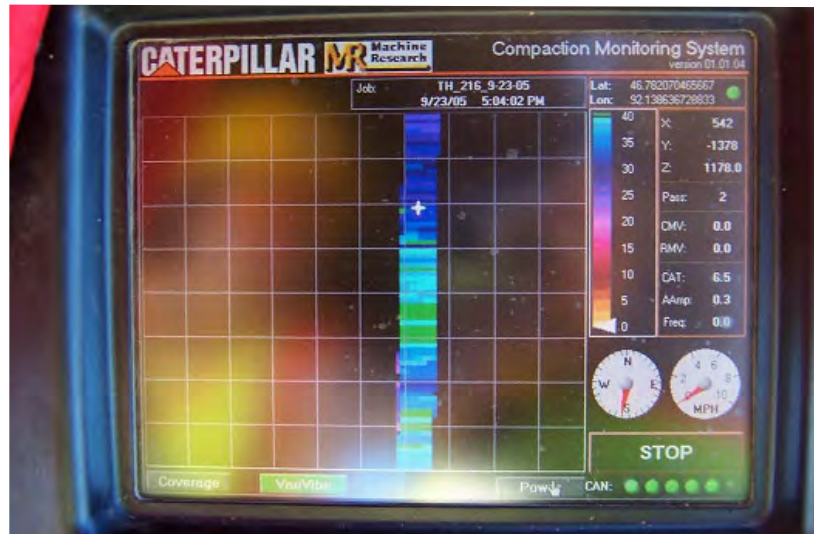 CATERPILLAR MR Machine Research Compaction Monitoring System
version 01.01.04
Job: TH_216_9-23-05
9/23/05 5:04:02 PM
Lat: 46.782070465667
Lon: 92.138636728833
40
35
30
25
20
15
10
5
0
X: 542
Y: -1378
Z: 1178.0
Pass: 2
CMV: 0.0
RMV: 0.0
CAT: 6.5
AAmp: 0.3
Freq: 0.0
N
W E
S
4 6
2 8
0 10
MPH
STOP
Coverage
CAN: